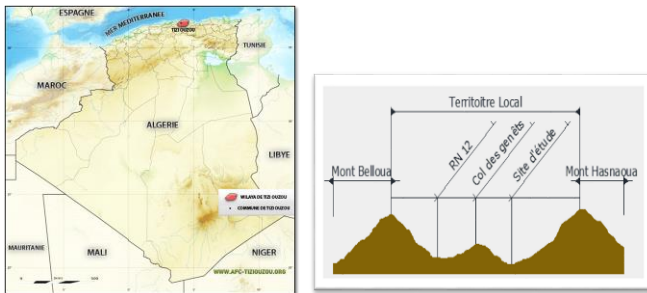 ESPAGNE
MER MEDITERRANÉE
TIZI OUZOU
TUNISIE
MAROC
ALGERIE
LIBYE
WILAYA DE TIZI OUZOU
COMMUNE DE TIZI OUZOU
MAURITANIE
MALI
NIGER
WWW.APC-TIZIOUZOU.ORG
Territoitre Local
RN 12
Col des genêts
Site d'étude
Mont Belloua
Mont Hasnaoua